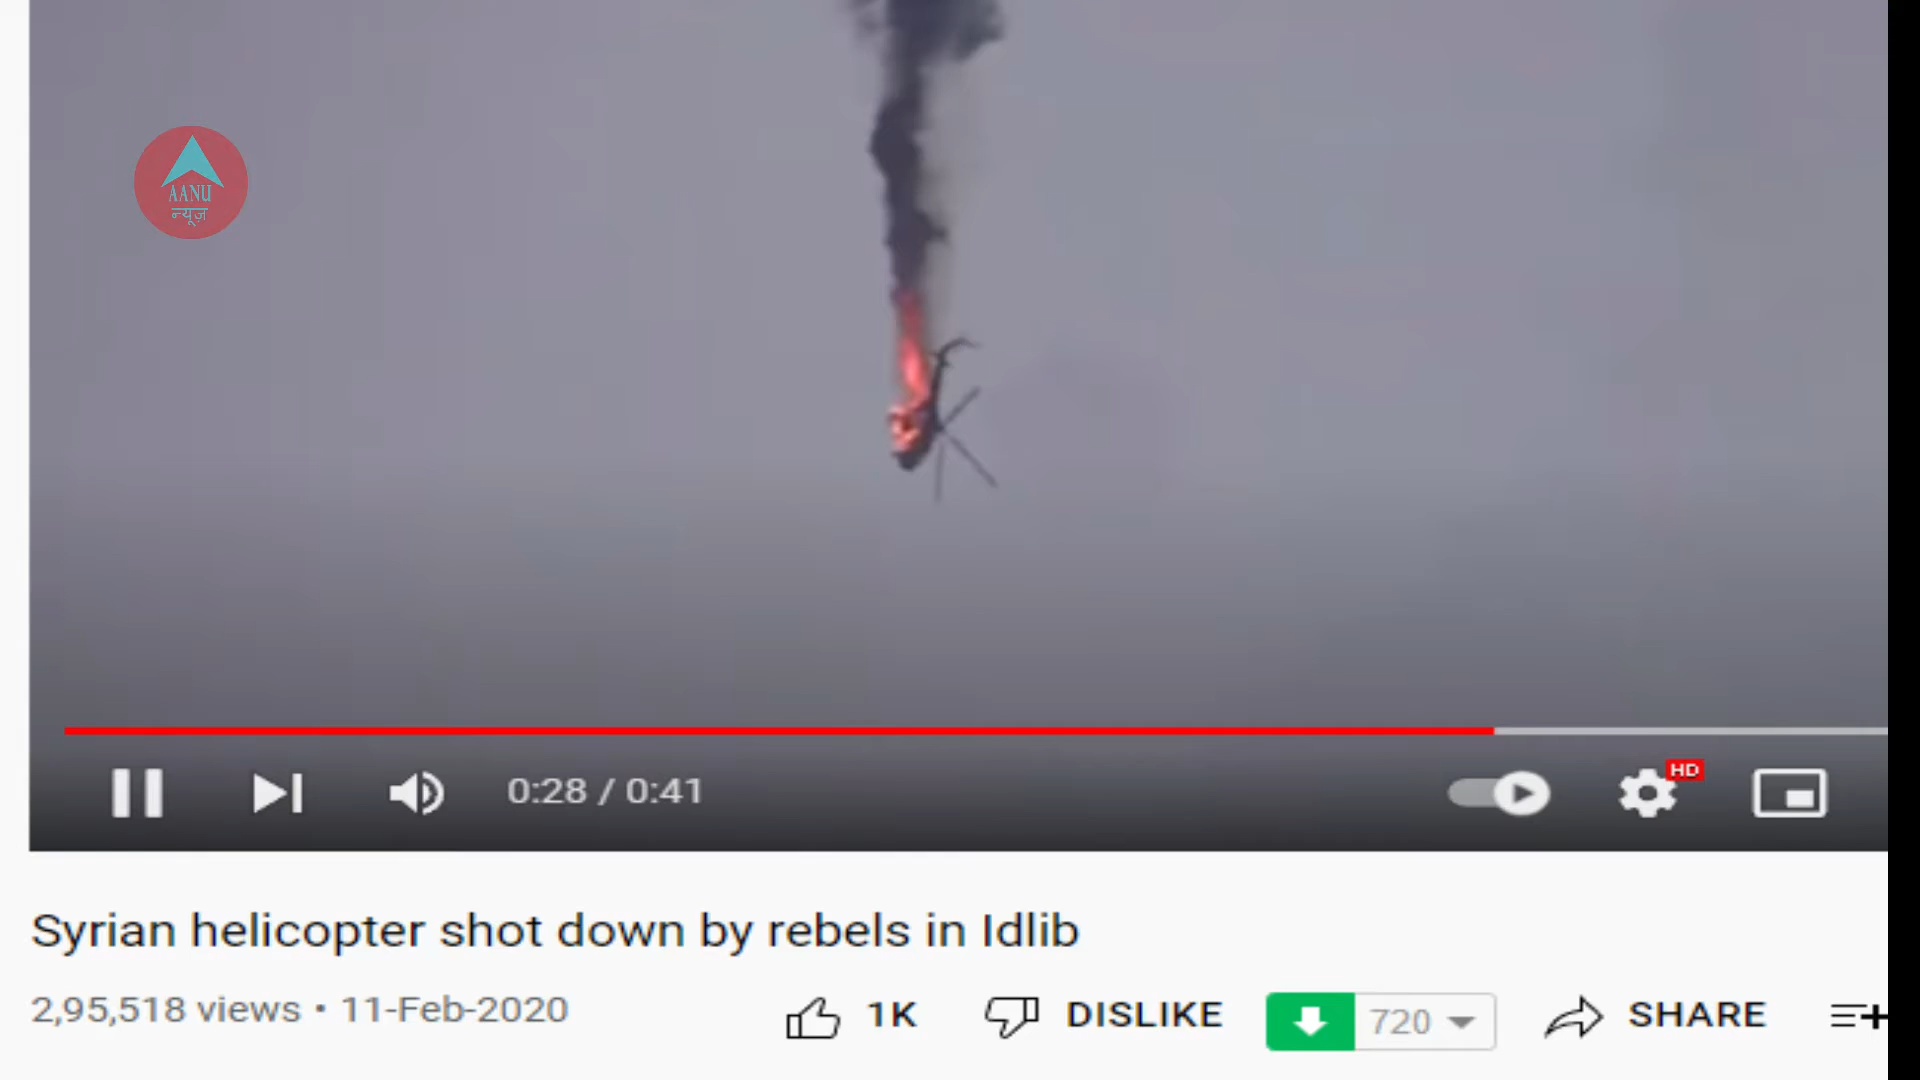 AANU
न्यूज़
HD
0:28 / 0:41
Syrian helicopter shot down by rebels in Idlib
2,95,518 views • 11-Feb-2020
1K
DISLIKE
720
SHARE